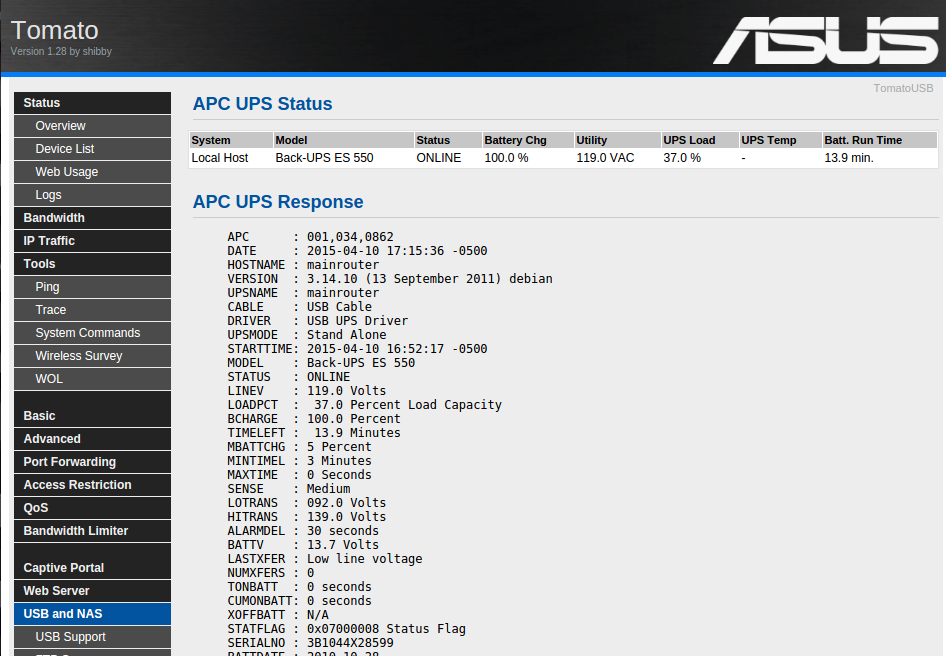 Tomato
Version 1.28 by shibby
ASUS
TomatoUSB
Status
Overview
Device List
Web Usage
Logs
Bandwidth
IP Traffic
Tools
Ping
Trace
System Commands
Wireless Survey
WOL
Basic
Advanced
Port Forwarding
Access Restriction
QoS
Bandwidth Limiter
Captive Portal
Web Server
USB and NAS
USB Support
APC UPS Status
System Model Status Battery Chg Utility UPS Load UPS Temp Batt. Run Time
Local Host Back-UPS ES 550 ONLINE 100.0 % 119.0 VAC 37.0 % - 13.9 min.
APC UPS Response
APC      : 001,034,0862
DATE     : 2015-04-10 17:15:36 -0500
HOSTNAME : mainrouter
VERSION  : 3.14.10 (13 September 2011) debian
UPSNAME  : mainrouter
CABLE    : USB Cable
DRIVER   : USB UPS Driver
UPSMODE  : Stand Alone
STARTTIME: 2015-04-10 16:52:17 -0500
MODEL    : Back-UPS ES 550
STATUS   : ONLINE
LINEV    : 119.0 Volts
LOADPCT  :  37.0 Percent Load Capacity
BCHARGE  : 100.0 Percent
TIMELEFT :  13.9 Minutes
MBATTCHG : 5 Percent
MINTIMEL : 3 Minutes
MAXTIME  : 0 Seconds
SENSE    : Medium
LOTRANS  : 092.0 Volts
HITRANS  : 139.0 Volts
ALARMDEL : 30 seconds
BATTV    : 13.7 Volts
LASTXFER : Low line voltage
NUMXFERS : 0
TONBATT  : 0 seconds
CUMONBATT: 0 seconds
XOFFBATT : N/A
STATFLAG : 0x07000008 Status Flag
SERIALNO : 3B1044X28599